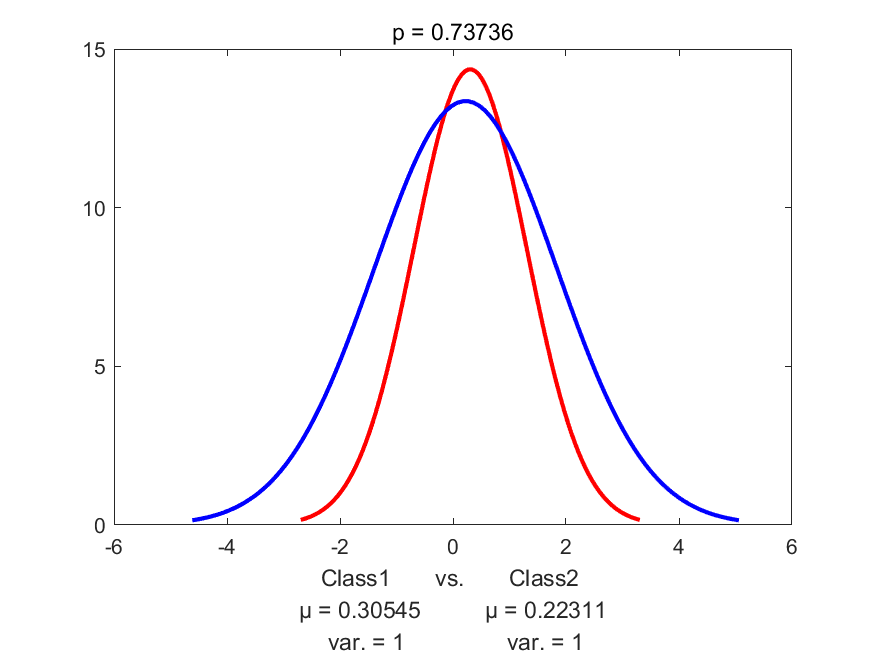 p = 0.73736
15
10
5
0
-6 -4 -2 0 2 4 6
Class1 vs. Class2
μ = 0.30545 μ = 0.22311
var. = 1 var. = 1